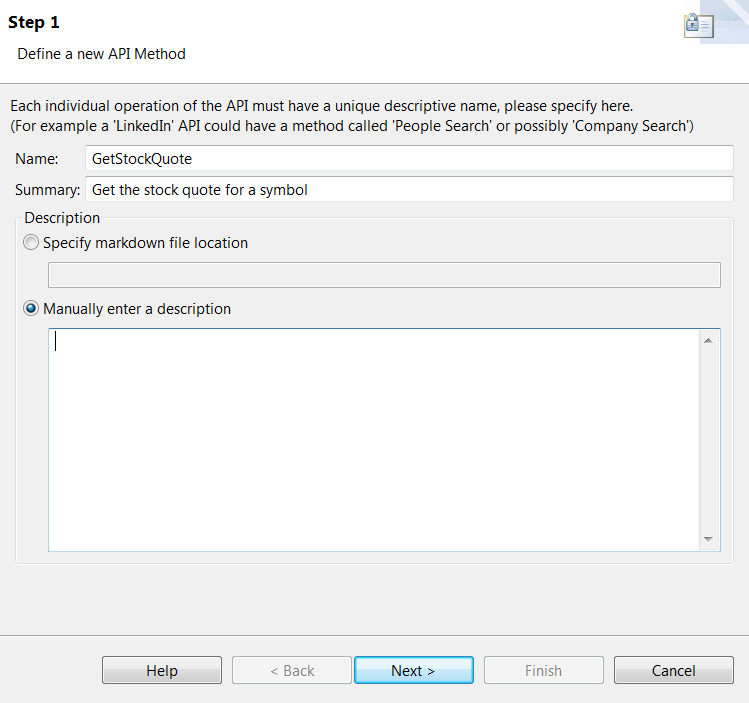 Step 1
Define a new API Method
Each individual operation of the API must have a unique descriptive name, please specify here.
(For example a 'LinkedIn' API could have a method called 'People Search' or possibly 'Company Search')
Name: GetStockQuote
Summary: Get the stock quote for a symbol
Description
Specify markdown file location
Manually enter a description
Help < Back Next > Finish Cancel